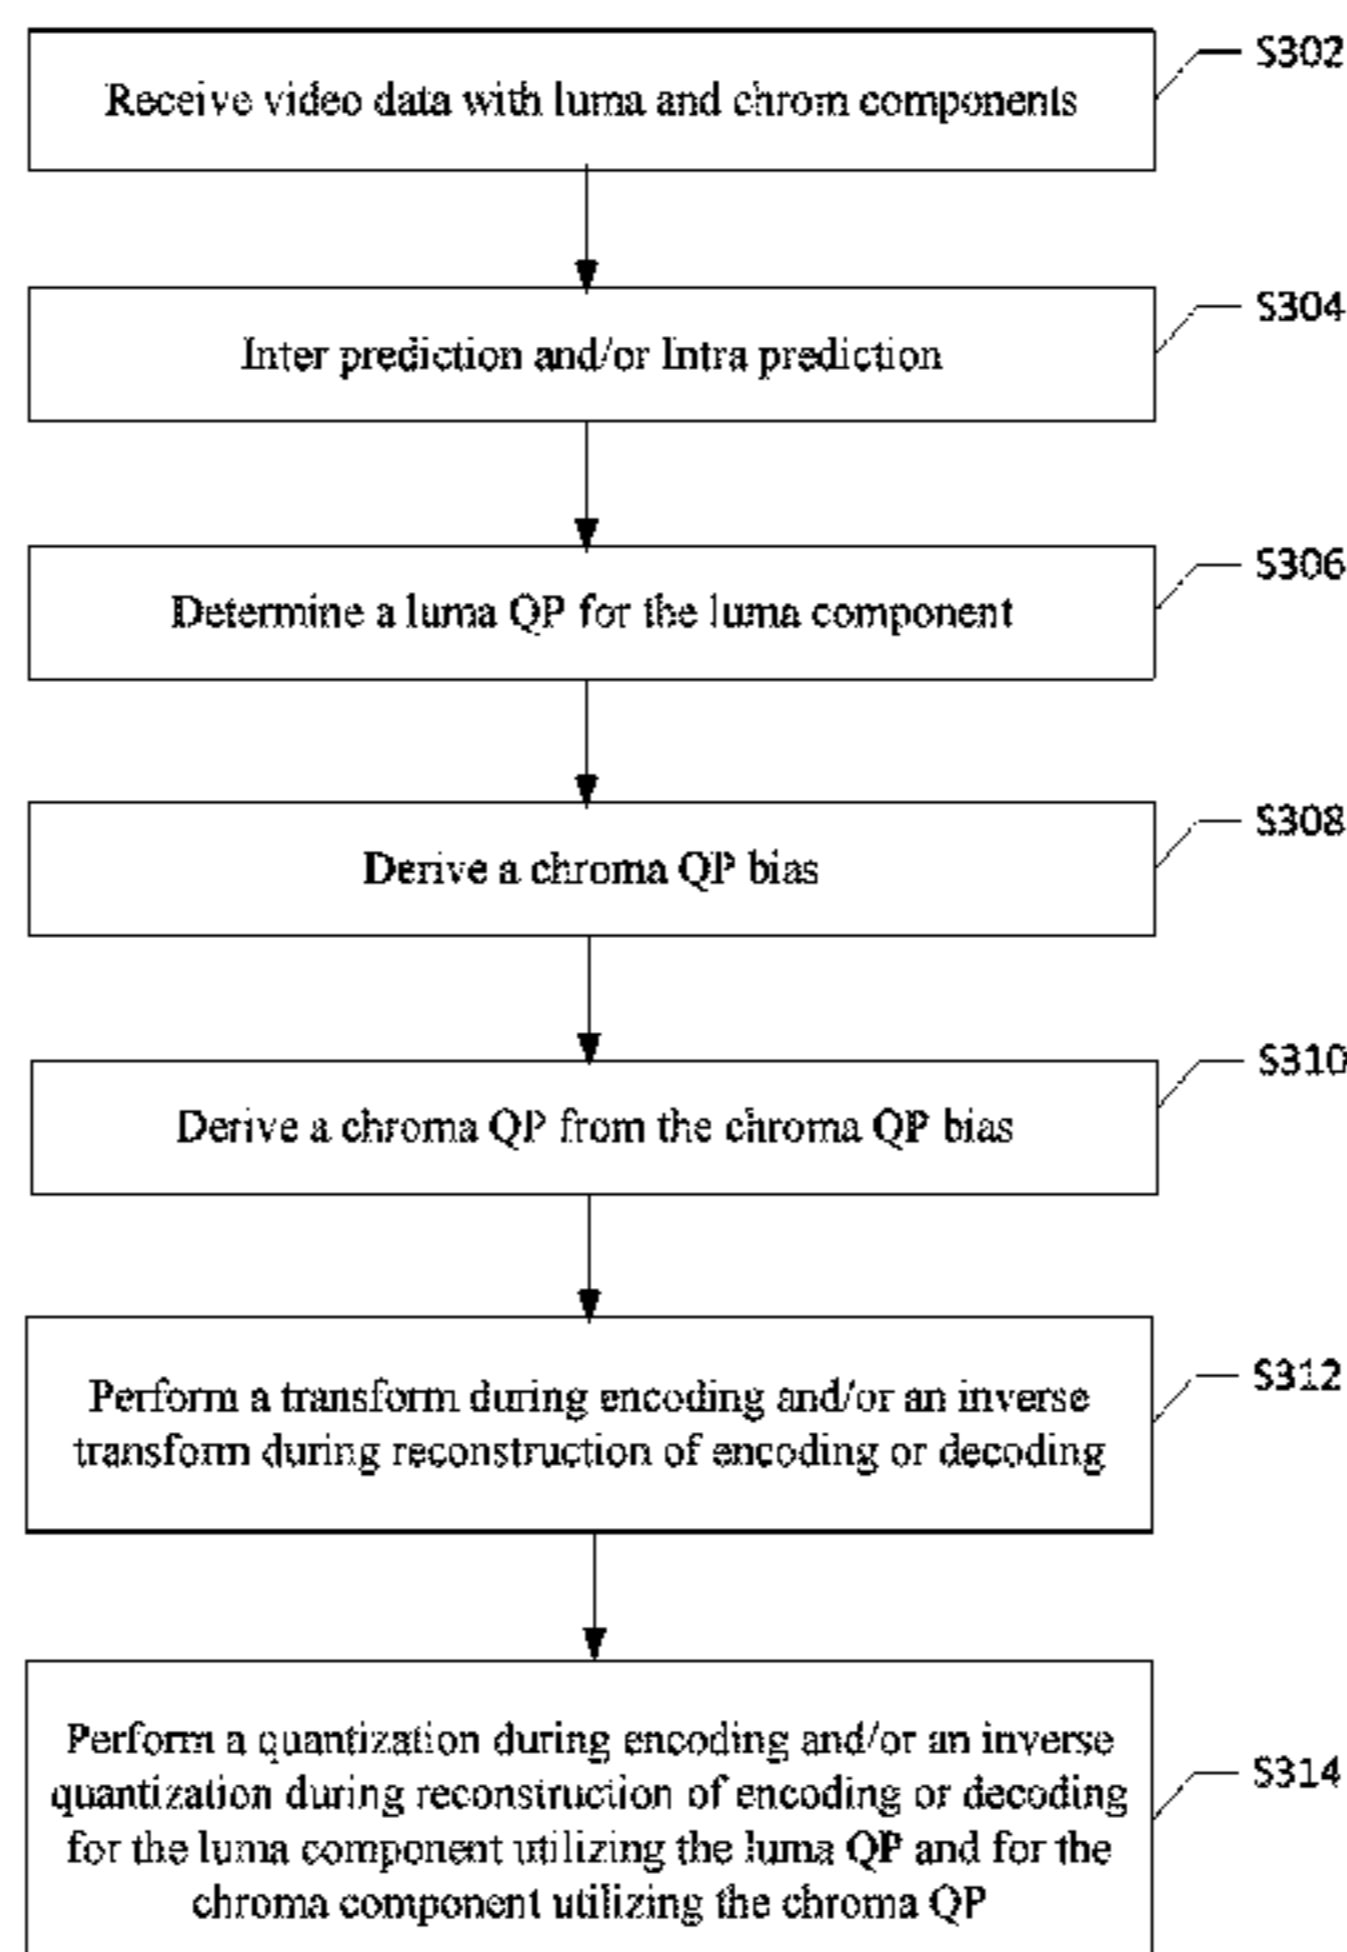 S302
Receive video data with luma and chrom components
S304
Inter prediction and/or Intra prediction
S306
Determine a luma QP for the luma component
S308
Derive a chroma QP bias
S310
Derive a chroma QP from the chroma QP bias
S312
Perform a transform during encoding and/or an inverse
transform during reconstruction of encoding or decoding
S314
Perform a quantization during encoding and/or an inverse
quantization during reconstruction of encoding or decoding
for the luma component utilizing the luma QP and for the
chroma component utilizing the chroma QP